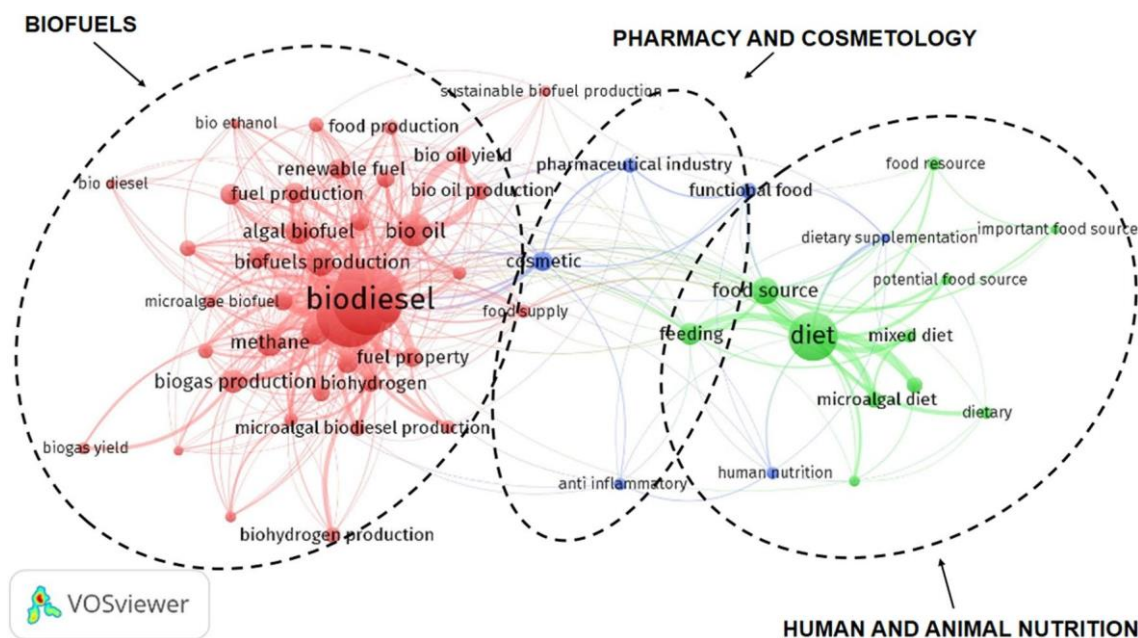 BIOFUELS
PHARMACY AND COSMETOLOGY
sustainable biofuel production
bio ethanol
food production
bio oil yield
pharmaceutical industry
food resource
renewable fuel
bio diesel
fuel production
bio oil production
functional food
algal biofuel
bio oil
dietary supplementation
important food source
biofuels production
cosmetic
potential food source
food source
microalgae biofuel
biodiesel
food supply
methane
feeding
diet
mixed diet
fuel property
biogas production
biohydrogen
microalgal diet
dietary
microalgal biodiesel production
biogas yield
anti inflammatory
human nutrition
biohydrogen production
VOSviewer
HUMAN AND ANIMAL NUTRITION